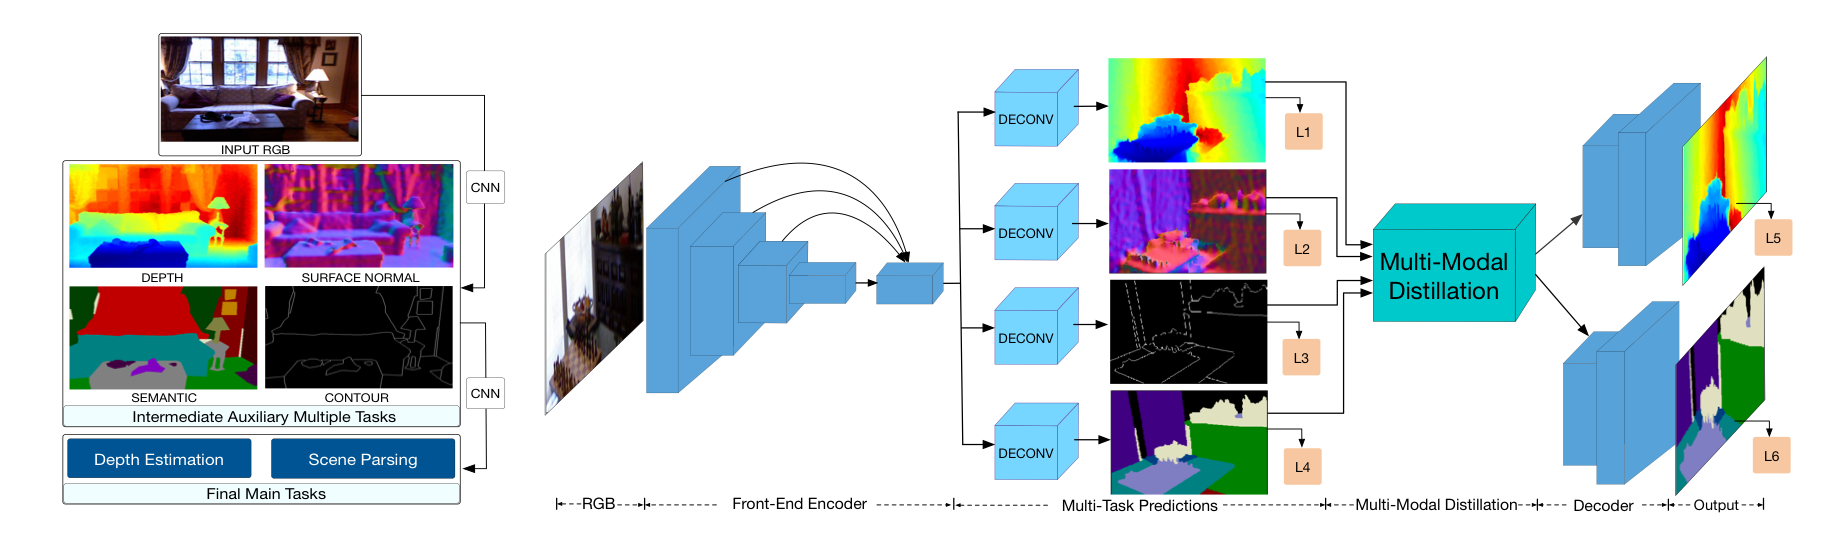 INPUT RGB
CNN
DEPTH
SURFACE NORMAL
SEMANTIC
CONTOUR
CNN
Intermediate Auxiliary Multiple Tasks
Depth Estimation
Scene Parsing
Final Main Tasks
DECONV
L1
DECONV
L2
DECONV
L3
DECONV
L4
Multi-Modal
Distillation
L5
L6
RGB
Front-End Encoder
Multi-Task Predictions
Multi-Modal Distillation
Decoder
Output